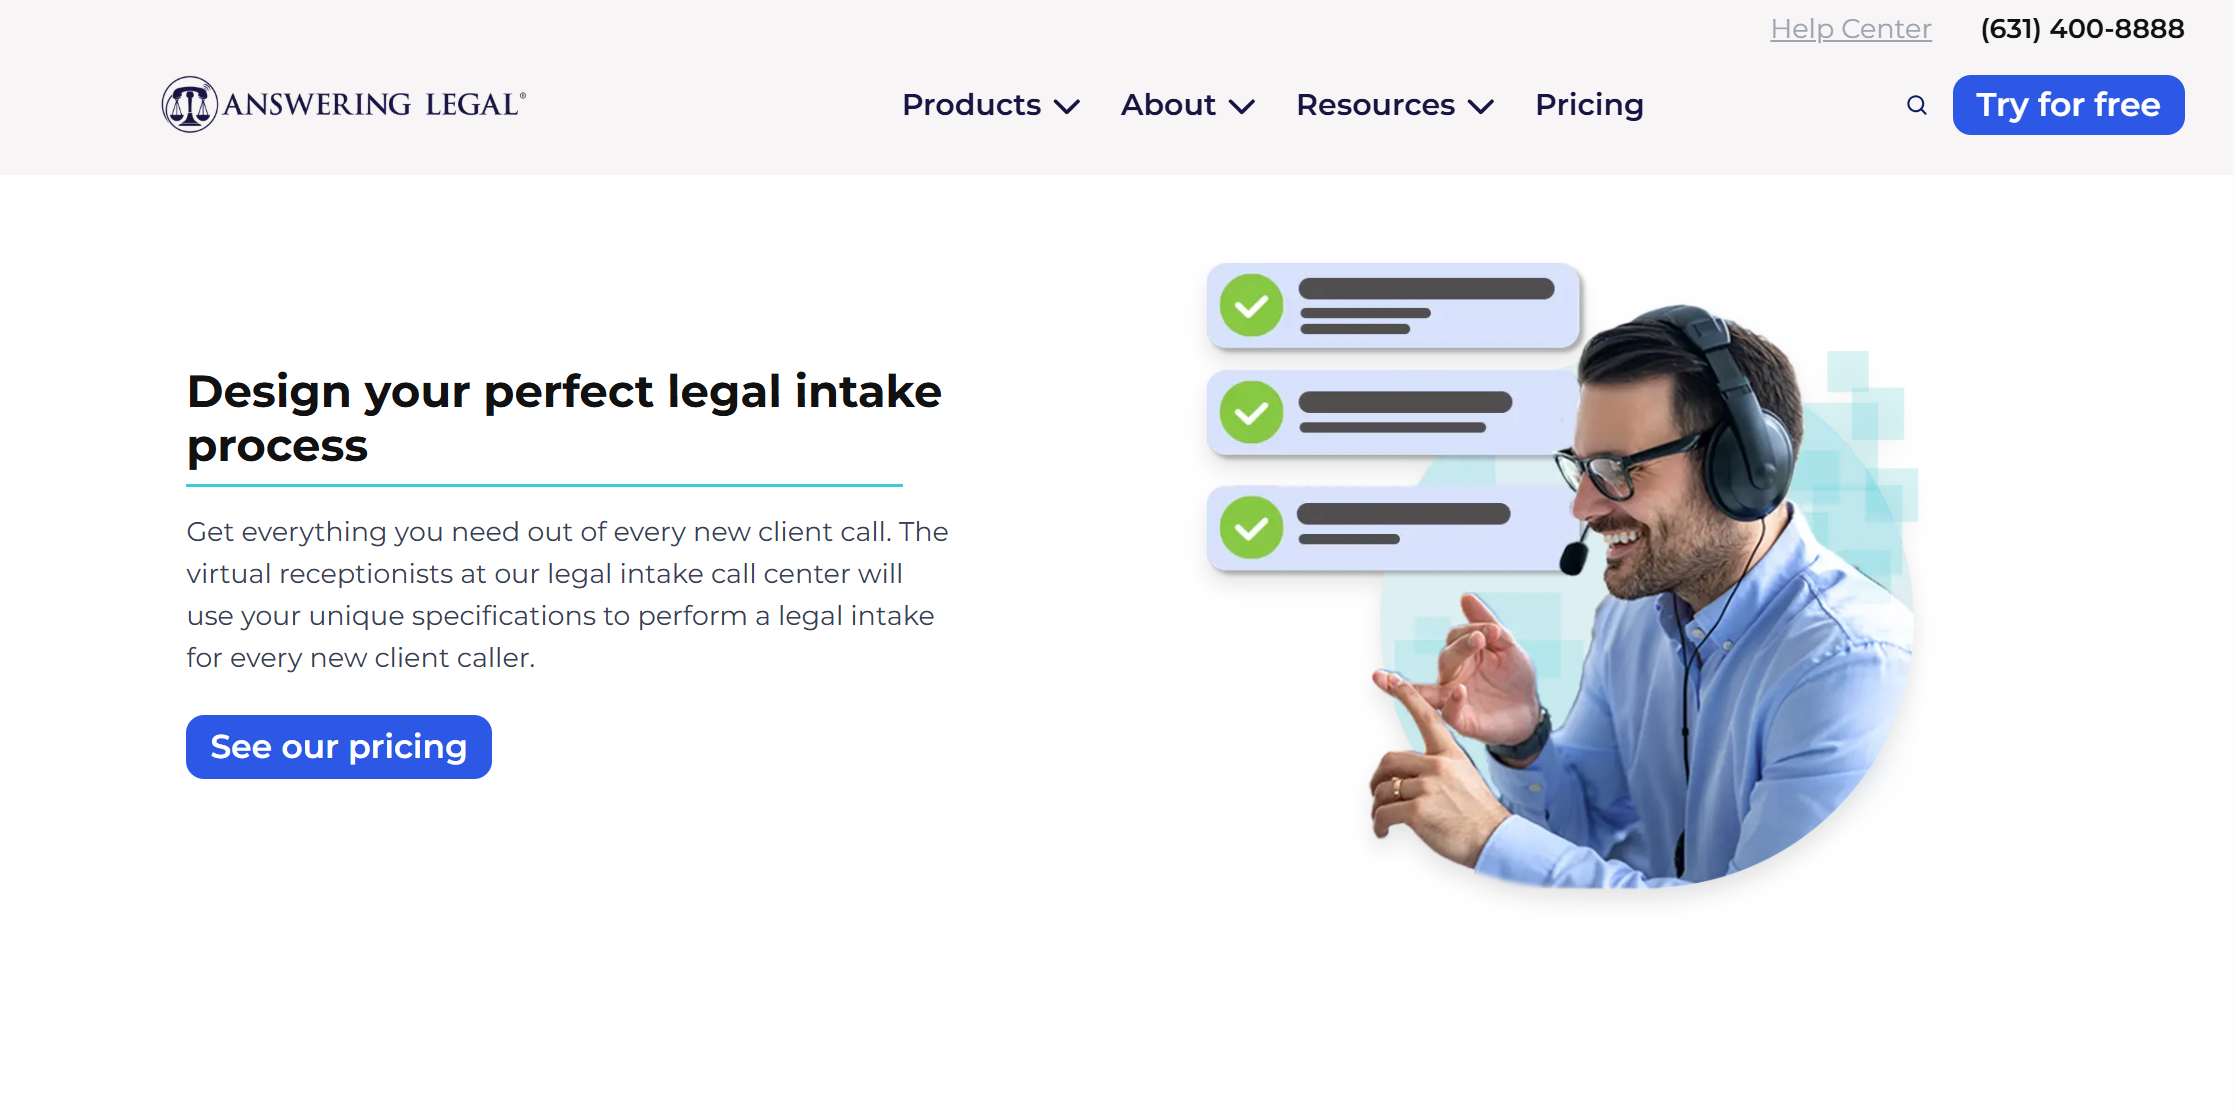 Help Center (631) 400-8888
ANSWERING LEGAL® Products About Resources Pricing Try for free
Design your perfect legal intake
process
Get everything you need out of every new client call. The
virtual receptionists at our legal intake call center will
use your unique specifications to perform a legal intake
for every new client caller.
See our pricing